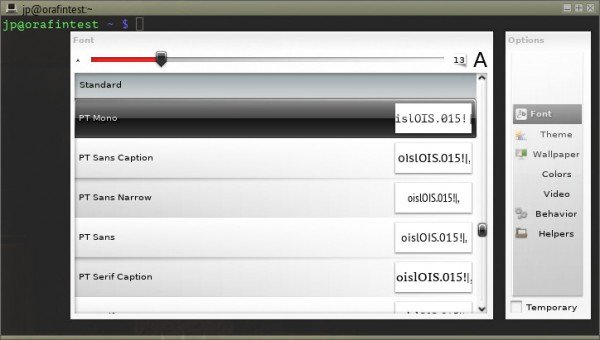 jp@orafintest:~
jp@orafintest ~ $
Font
Options
A
13
A
Standard
PT Mono
islOIS.015!
PT Sans Caption
oislOIS.015!|,
PT Sans Narrow
oislOIS.015!|,
PT Sans
oislOIS.015!|,
PT Serif Caption
oislOIS.015!|,
Font
Theme
Wallpaper
Colors
Video
Behavior
Helpers
Temporary